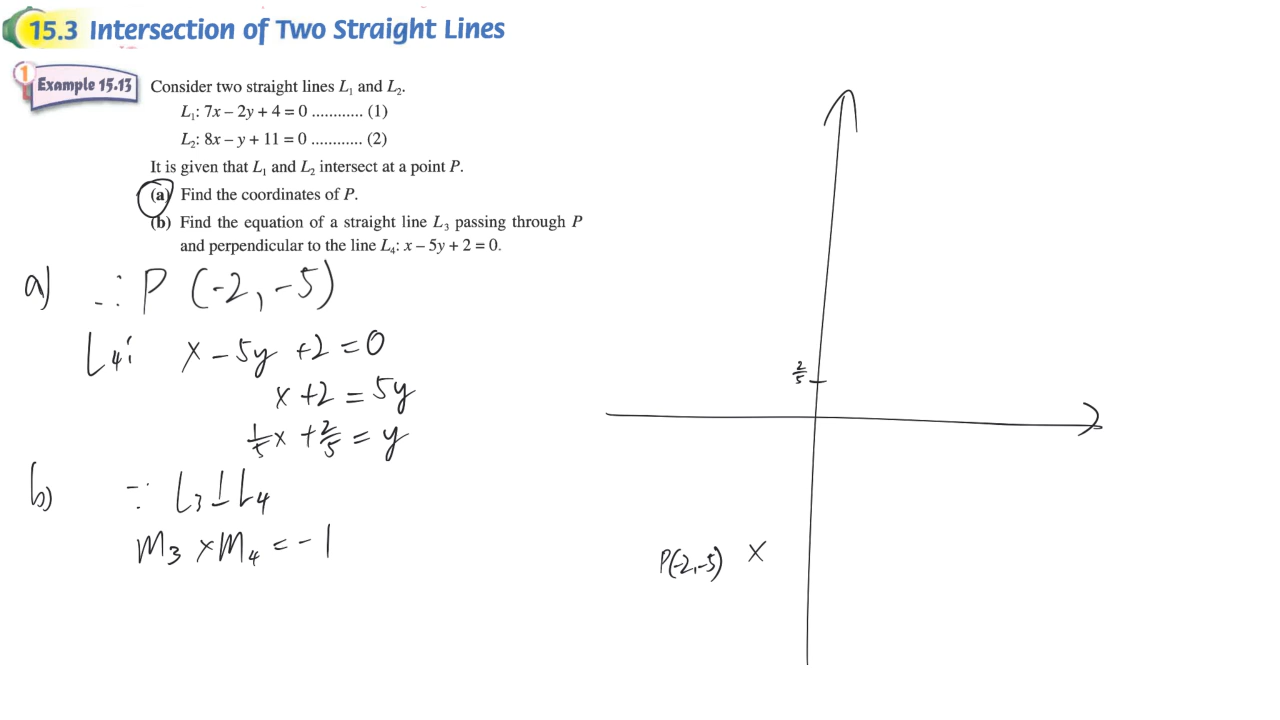 15.3 Intersection of Two Straight Lines
1
Example 15.13
Consider two straight lines L₁ and L₂.
L₁: 7x – 2y + 4 = 0 ............ (1)
L₂: 8x – y + 11 = 0 ............ (2)
It is given that L₁ and L₂ intersect at a point P.
(a) Find the coordinates of P.
(b) Find the equation of a straight line L₃ passing through P
and perpendicular to the line L₄: x – 5y + 2 = 0.
a) ∴ P (-2, -5)
L₄: x - 5y + 2 = 0
x + 2 = 5y
1/5 x + 2/5 = y
b) ∵ L₃ ⊥ L₄
m₃ × m₄ = -1
2/5
P(-2,-5) ×